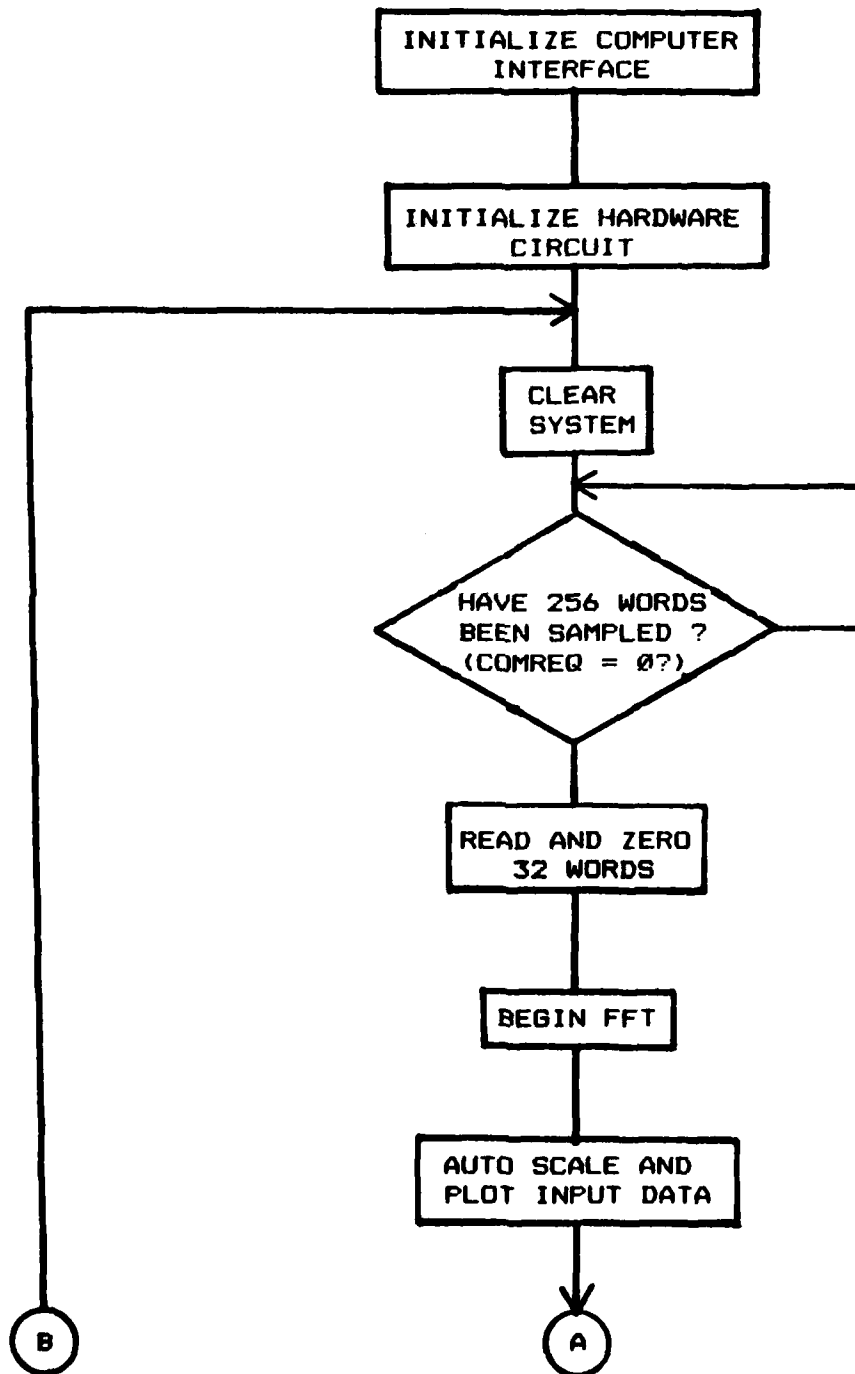 INITIALIZE COMPUTER
INTERFACE
INITIALIZE HARDWARE
CIRCUIT
CLEAR
SYSTEM
HAVE 256 WORDS
BEEN SAMPLED ?
(COMREQ = Ø?)
READ AND ZERO
32 WORDS
BEGIN FFT
AUTO SCALE AND
PLOT INPUT DATA
B
A